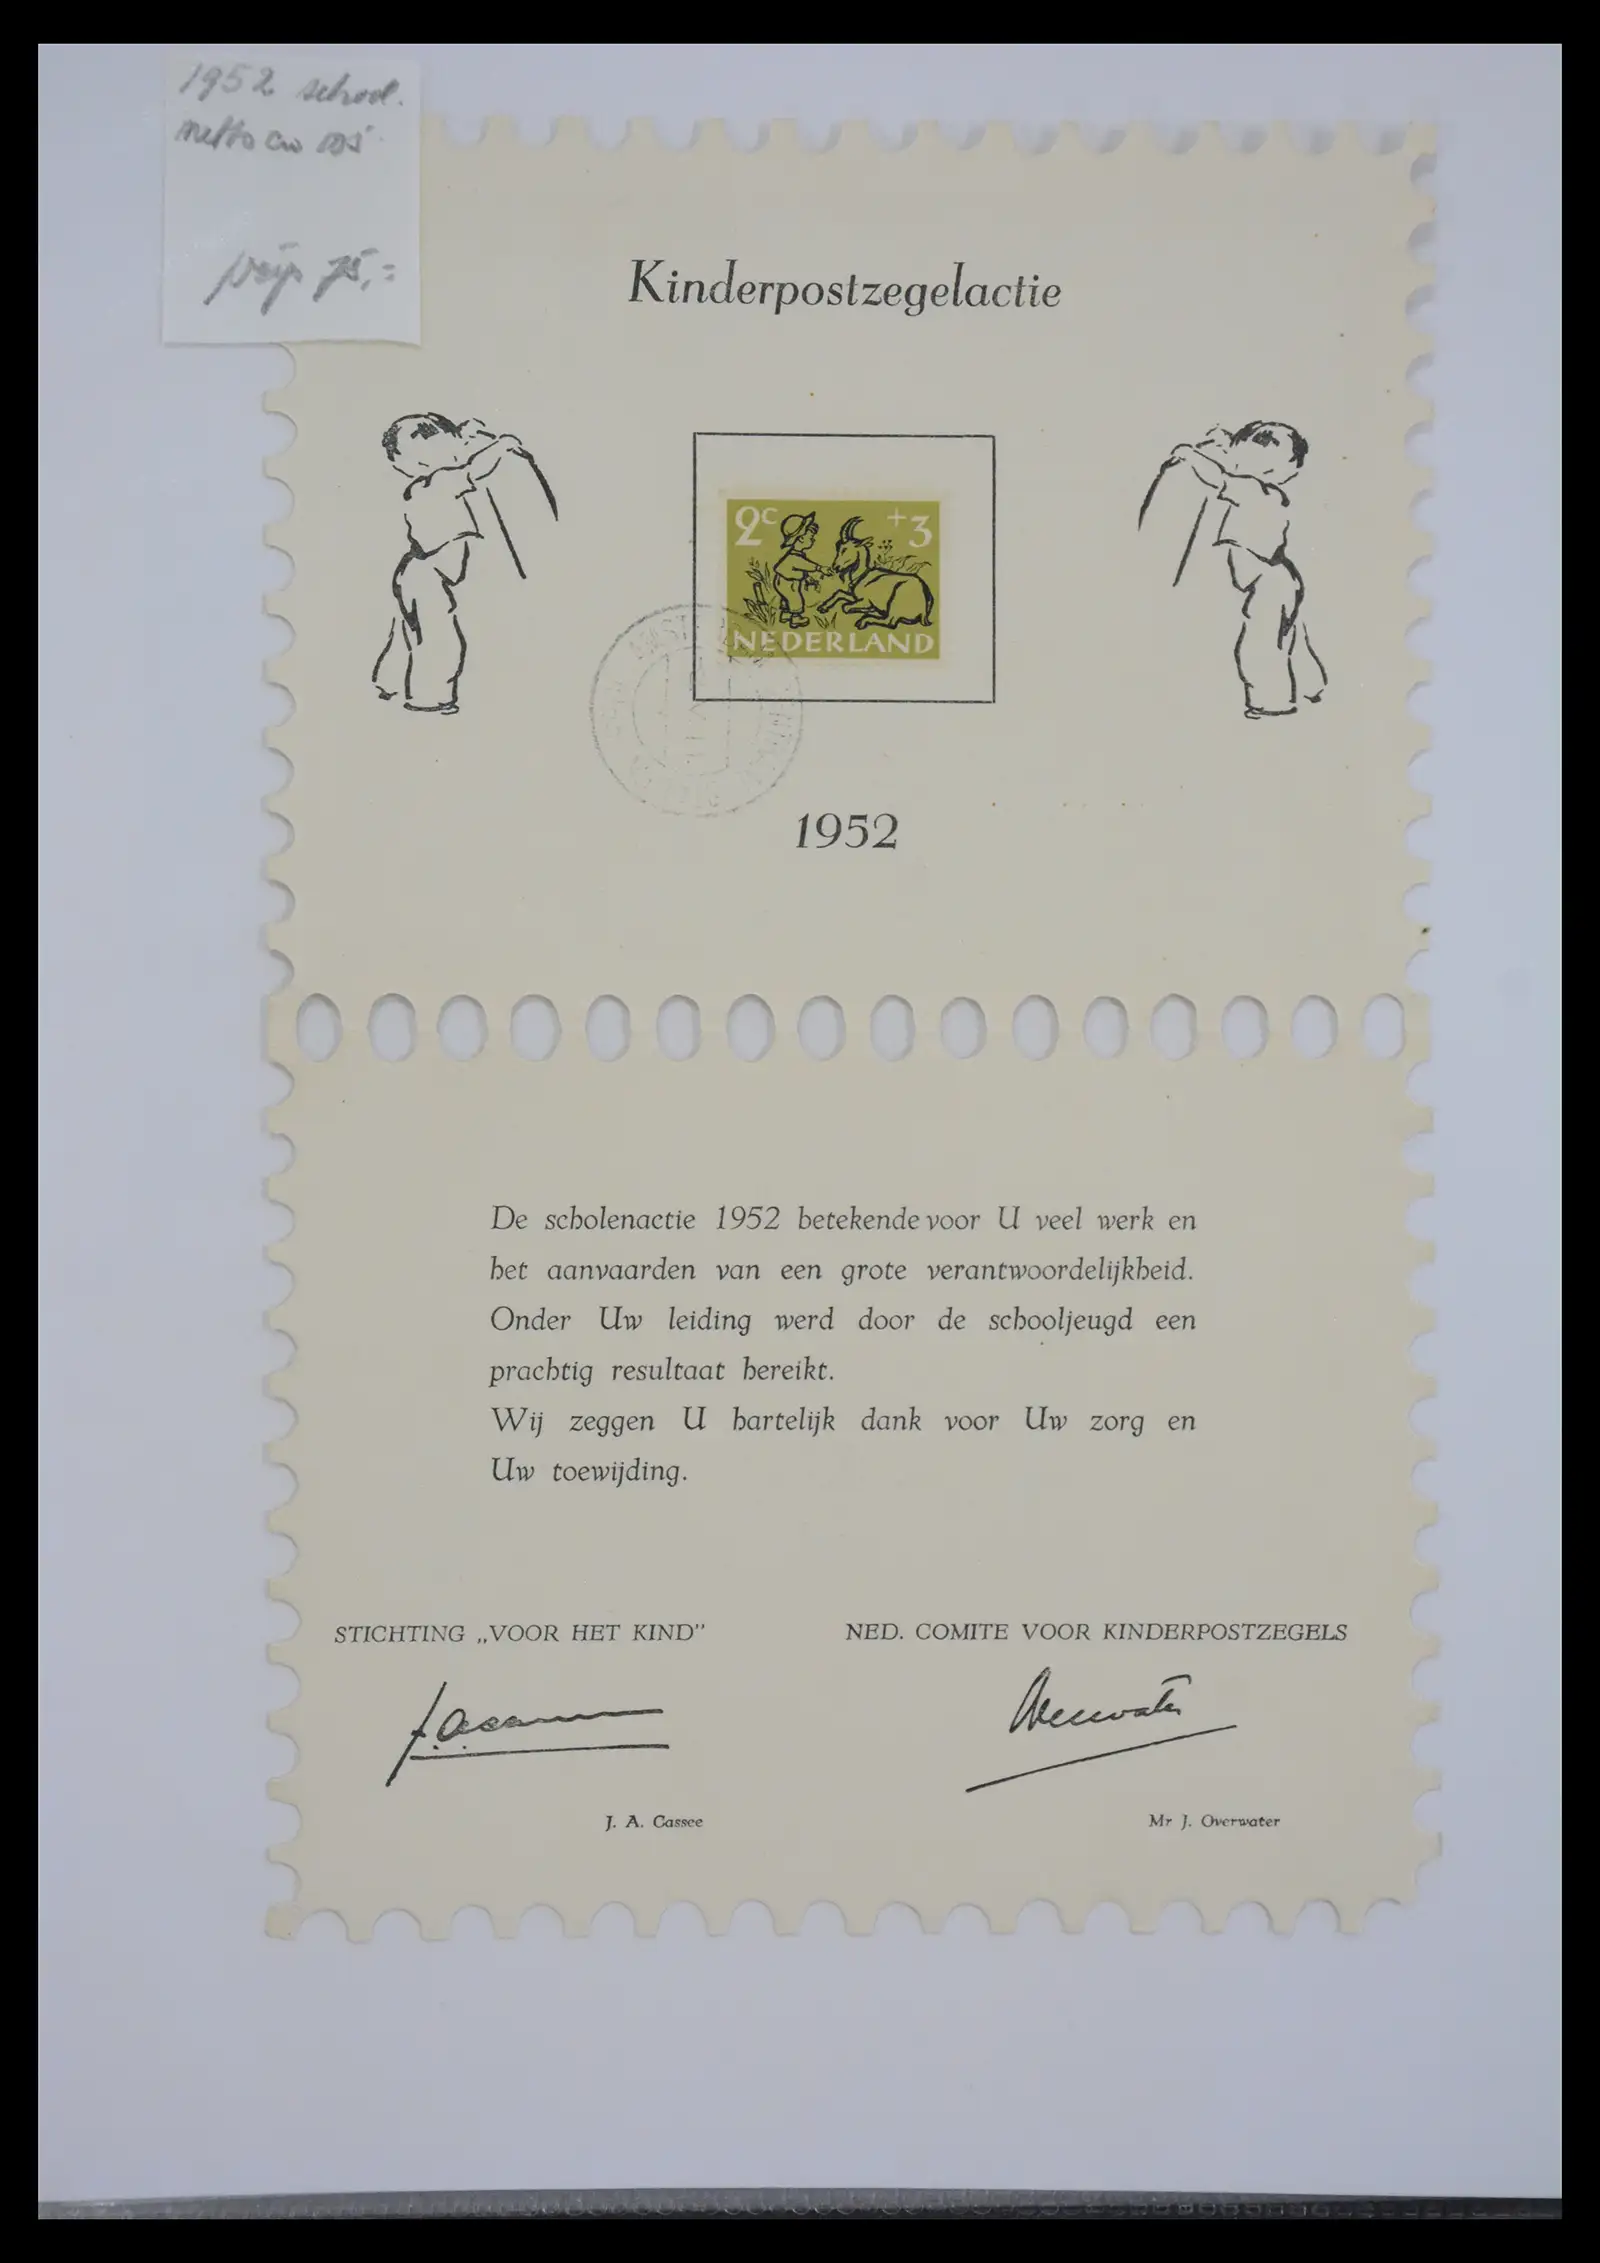 1952 school.
netto cw
prijs 75,=
Kinderpostzegelactie
2c +3
NEDERLAND
1952
De scholenactie 1952 betekende voor U veel werk en
het aanvaarden van een grote verantwoordelijkheid.
Onder Uw leiding werd door de schooljeugd een
prachtig resultaat bereikt.
Wij zeggen U hartelijk dank voor Uw zorg en
Uw toewijding.
STICHTING „VOOR HET KIND” NED. COMITE VOOR KINDERPOSTZEGELS
Overwater
J. A. Cassee Mr J. Overwater